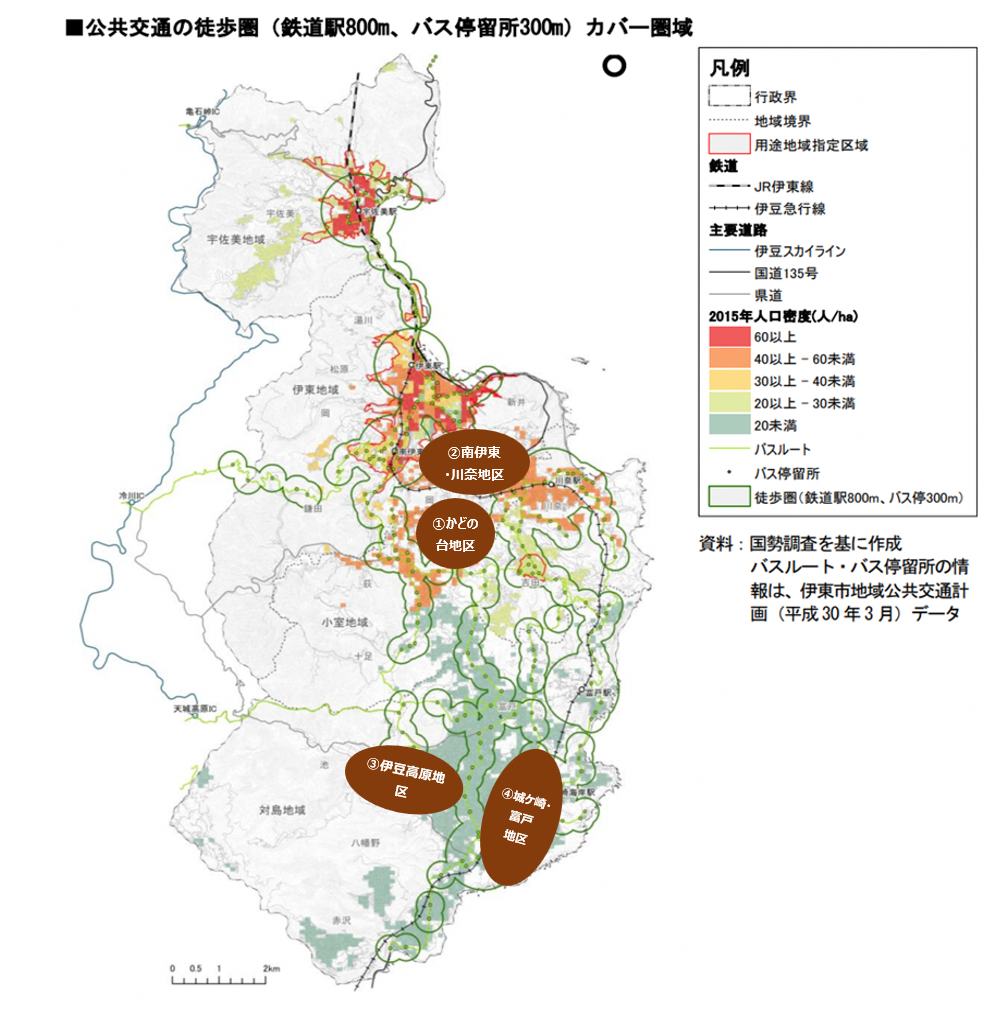 ■公共交通の徒歩圏（鉄道駅800m、バス停留所300m）カバー圏域
亀石峠IC
宇佐美駅
宇佐美
宇佐美地域
湯川
伊東駅
松原
伊東地域
新井
岡
南伊東
②南伊東
・川奈地区
川奈駅
冷川IC
岡
川奈
鎌田
①かどの
台地区
荻
吉田
小室地域
十足
富戸駅
天城高原IC
富戸
池
③伊豆高原地
区
④城ケ崎・
富戸
地区
崎海岸駅
対島地域
八幡野
赤沢
0 0.5 1 2km
凡例
行政界
地域境界
用途地域指定区域
鉄道
JR伊東線
伊豆急行線
主要道路
伊豆スカイライン
国道135号
県道
2015年人口密度(人/ha)
60以上
40以上 − 60未満
30以上 − 40未満
20以上 − 30未満
20未満
バスルート
バス停留所
徒歩圏(鉄道駅800m、バス停300m)
資料：国勢調査を基に作成
バスルート・バス停留所の情
報は、伊東市地域公共交通計
画（平成30年3月）データ